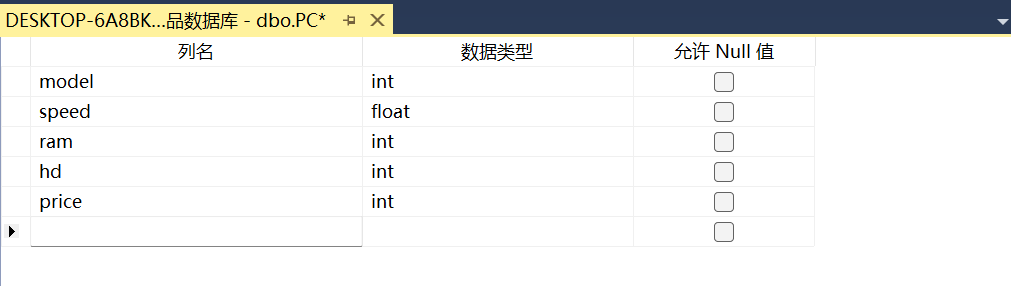 DESKTOP-6A8BK...品数据库 - dbo.PC*
列名 数据类型 允许 Null 值
model int
speed float
ram int
hd int
price int